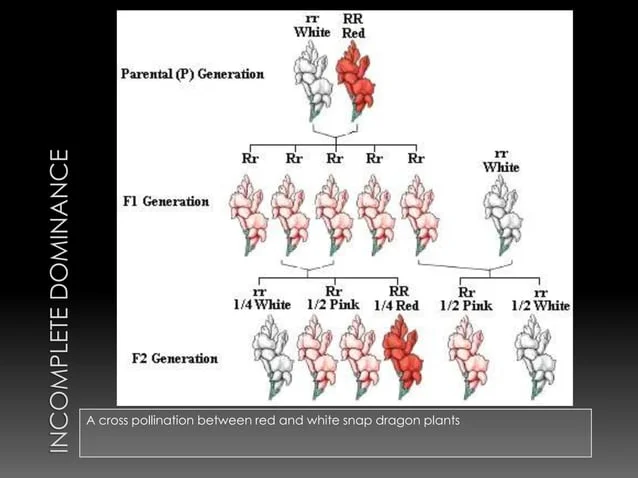 INCOMPLETE DOMINANCE
rr RR
White Red
Parental (P) Generation
Rr Rr Rr Rr Rr
rr
White
F1 Generation
rr Rr RR Rr rr
1/4 White 1/2 Pink 1/4 Red 1/2 Pink 1/2 White
F2 Generation
A cross pollination between red and white snap dragon plants